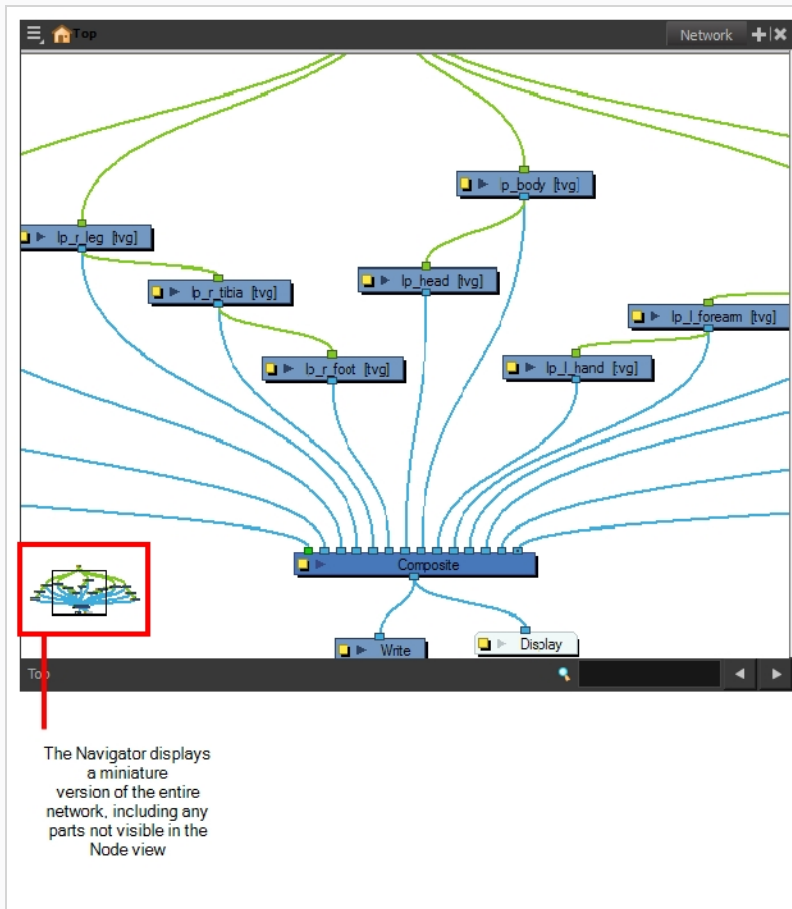 Top
Network
lp_body [tvg]
lp_r_leg [tvg]
lp_head [tvg]
lp_r_tibia [tvg]
lp_l_forearm [tvg]
lp_r_foot [tvg]
lp_l_hand [tvg]
Composite
Write
Display
Top
The Navigator displays
a miniature
version of the entire
network, including any
parts not visible in the
Node view